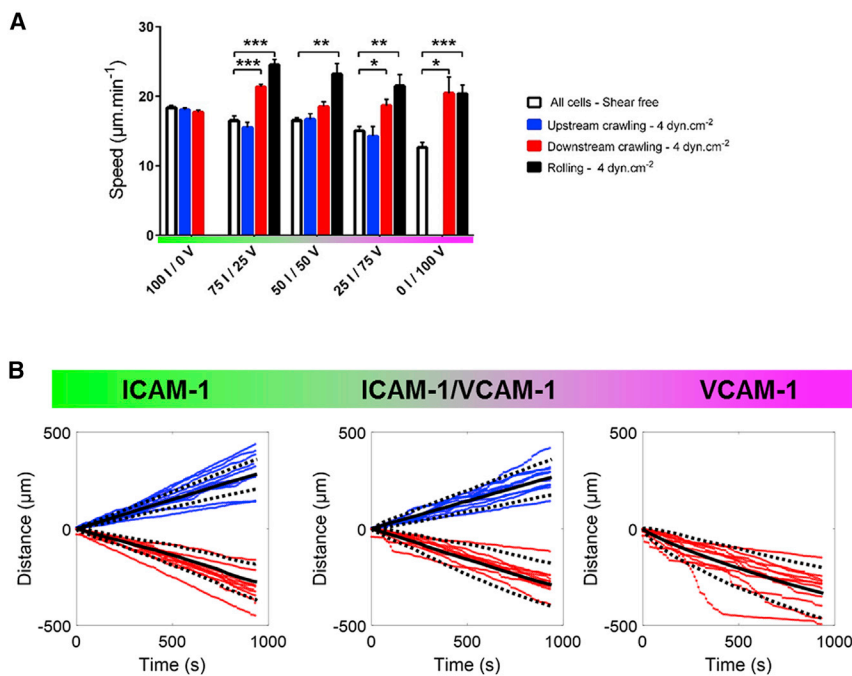 A
30
20
10
0
Speed (µm.min⁻¹)
*** ** ** ***
*** * *
100 I / 0 V
75 I / 25 V
50 I / 50 V
25 I / 75 V
0 I / 100 V
All cells - Shear free
Upstream crawling - 4 dyn.cm⁻²
Downstream crawling - 4 dyn.cm⁻²
Rolling - 4 dyn.cm⁻²
B
ICAM-1 ICAM-1/VCAM-1 VCAM-1
500
0
-500
Distance (µm)
0 500 1000
Time (s)
500
0
-500
Distance (µm)
0 500 1000
Time (s)
500
0
-500
Distance (µm)
0 500 1000
Time (s)